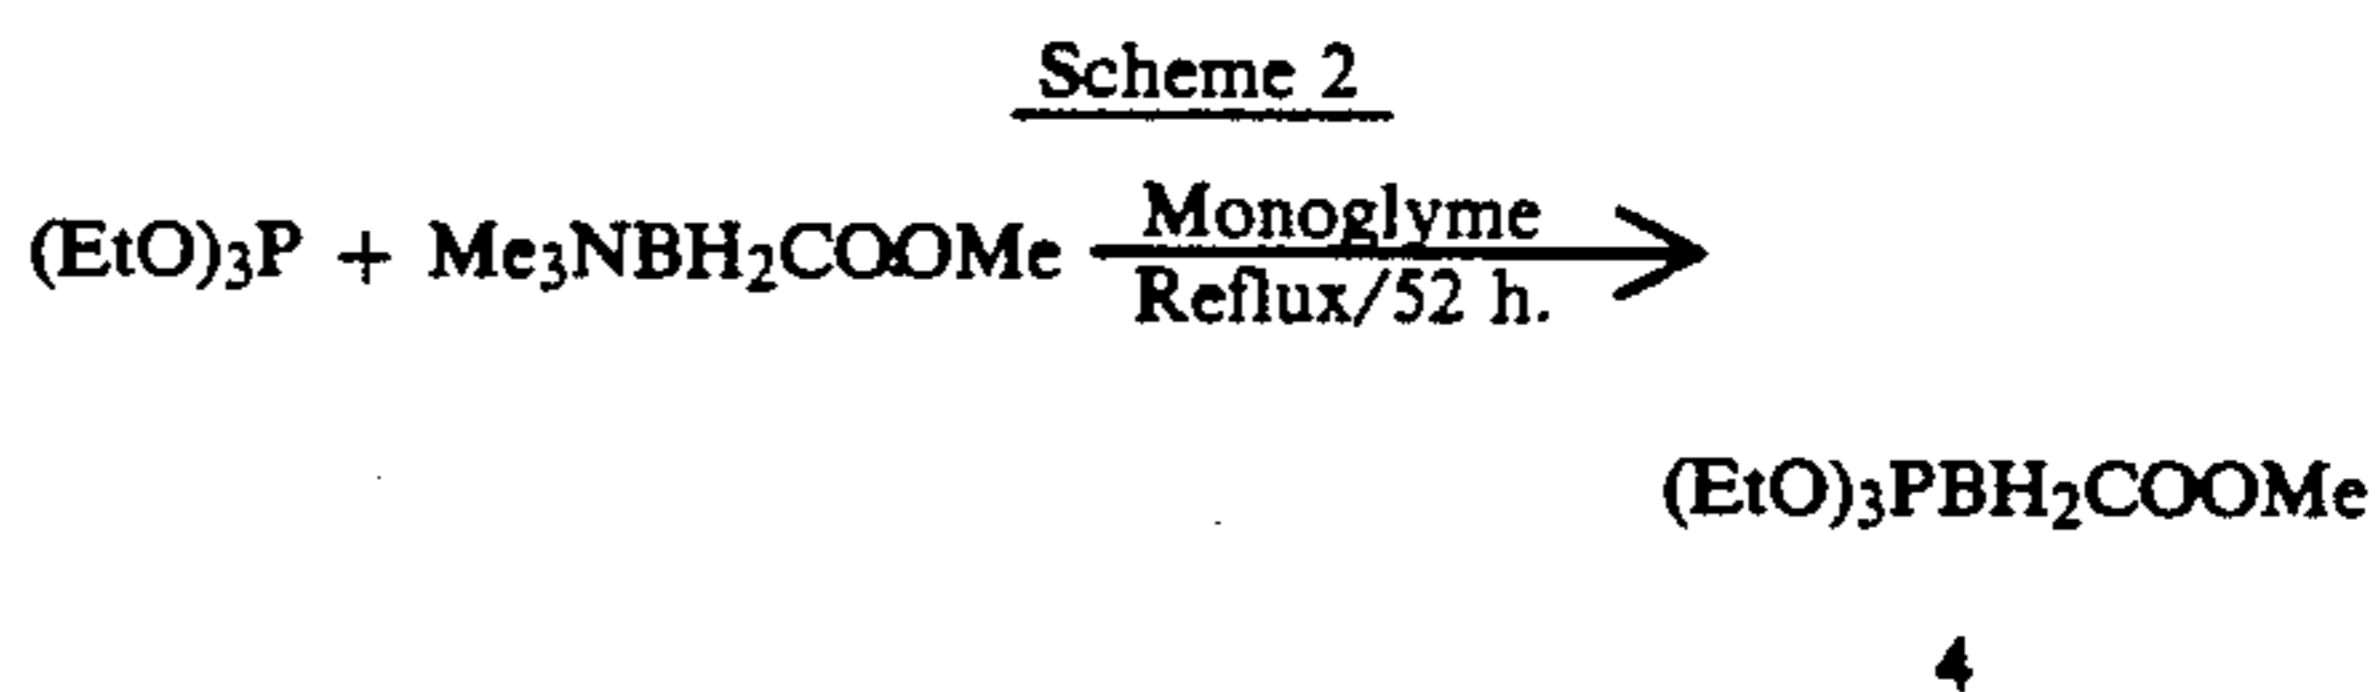 Scheme 2
Monoglyme
(EtO)₃P + Me₃NBH₂COOMe
Reflux/52 h.
(EtO)₃PBH₂COOMe
4